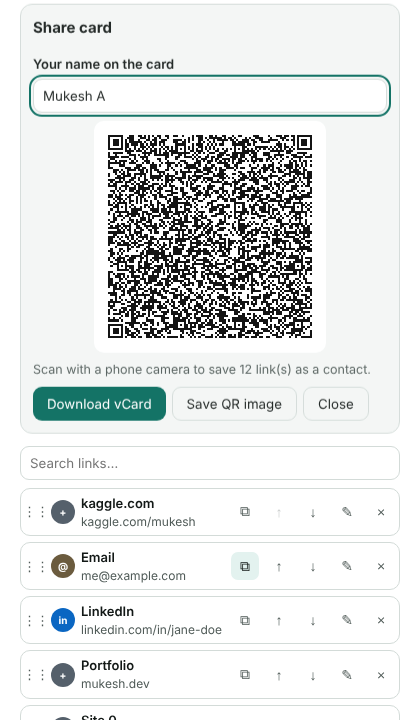 Share card
Your name on the card
Mukesh A
Scan with a phone camera to save 12 link(s) as a contact.
Download vCard Save QR image Close
Search links...
+ kaggle.com
kaggle.com/mukesh
@ Email
me@example.com
in LinkedIn
linkedin.com/in/jane-doe
+ Portfolio
mukesh.dev